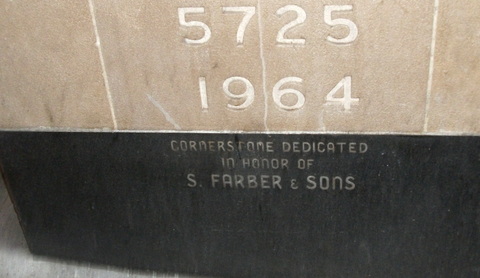 5725
1964
CORNERSTONE DEDICATED
IN HONOR OF
S. FARBER & SONS